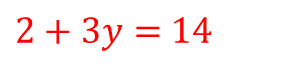 2 + 3𝑦 = 14